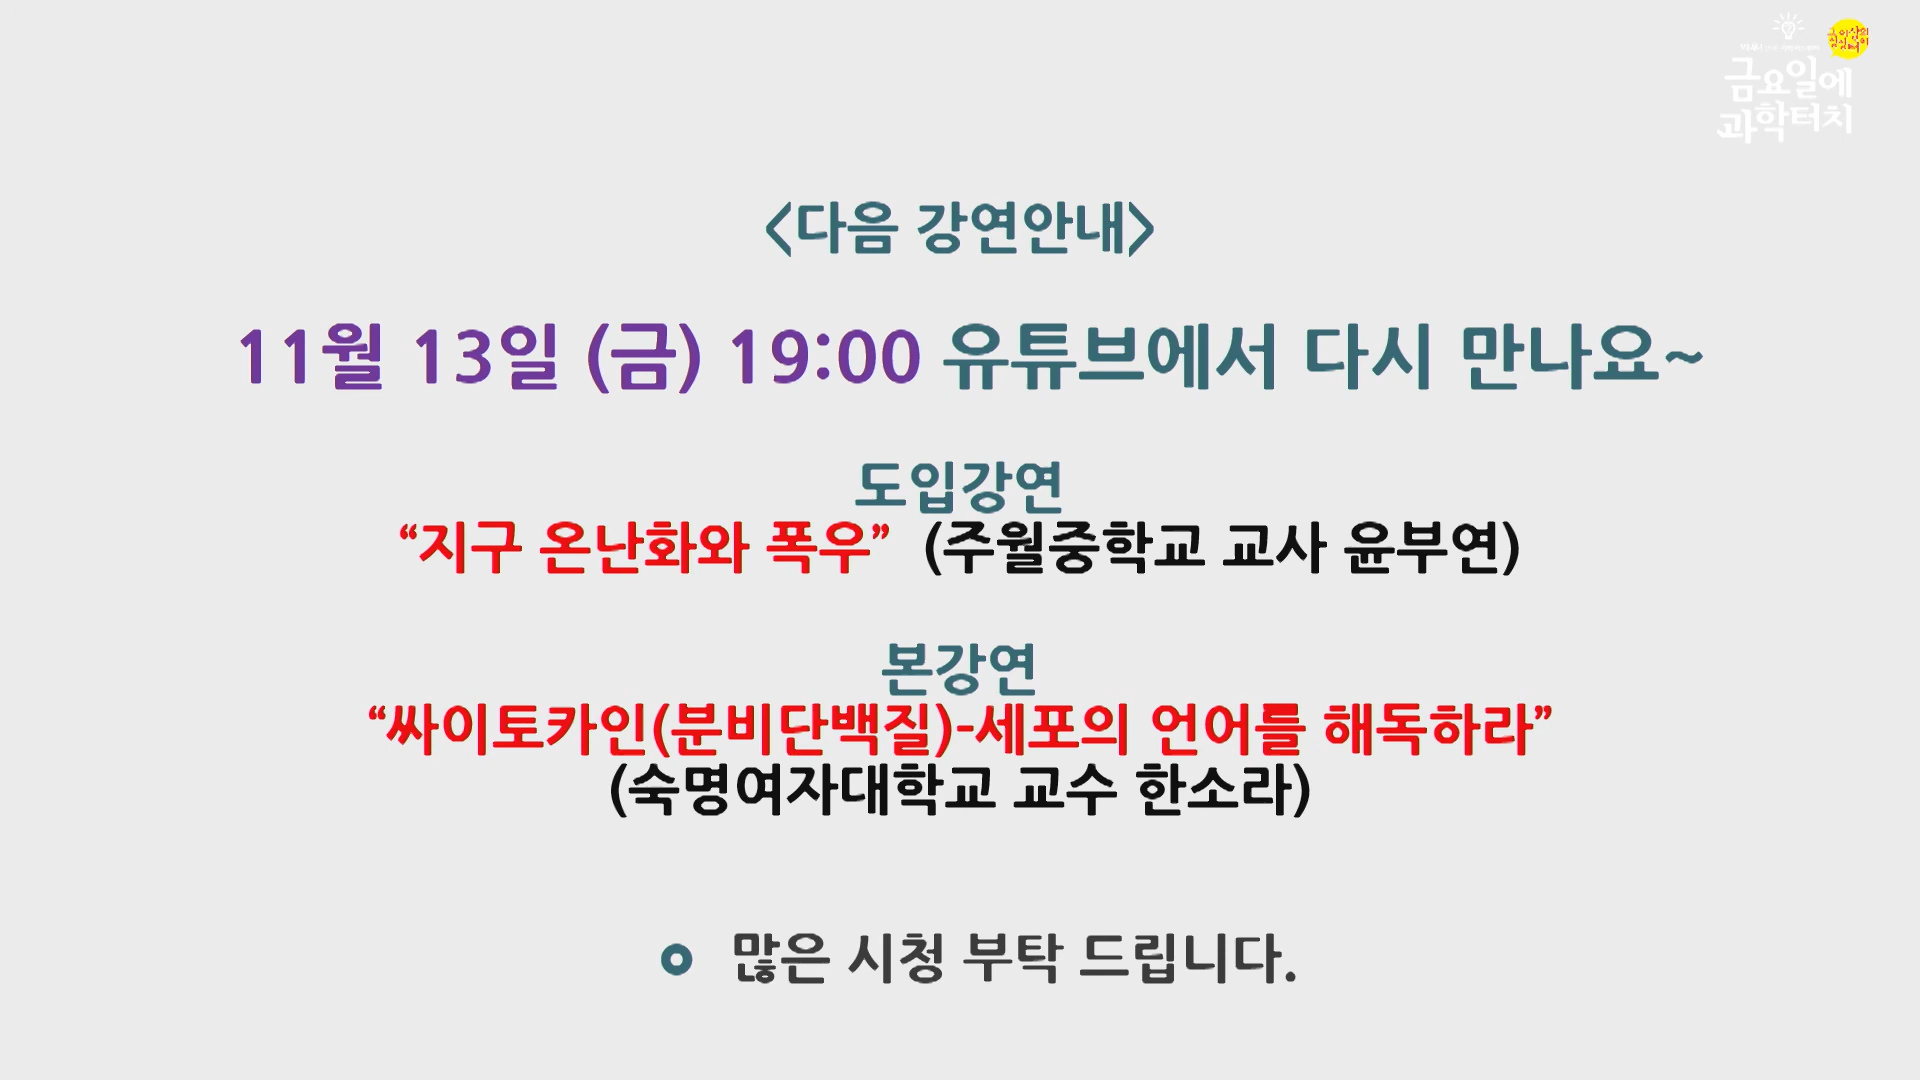 금요일에
과학터치
<다음 강연안내>
11월 13일 (금) 19:00 유튜브에서 다시 만나요~
도입강연
“지구 온난화와 폭우” (주월중학교 교사 윤부연)
본강연
“싸이토카인(분비단백질)-세포의 언어를 해독하라”
(숙명여자대학교 교수 한소라)
많은 시청 부탁 드립니다.